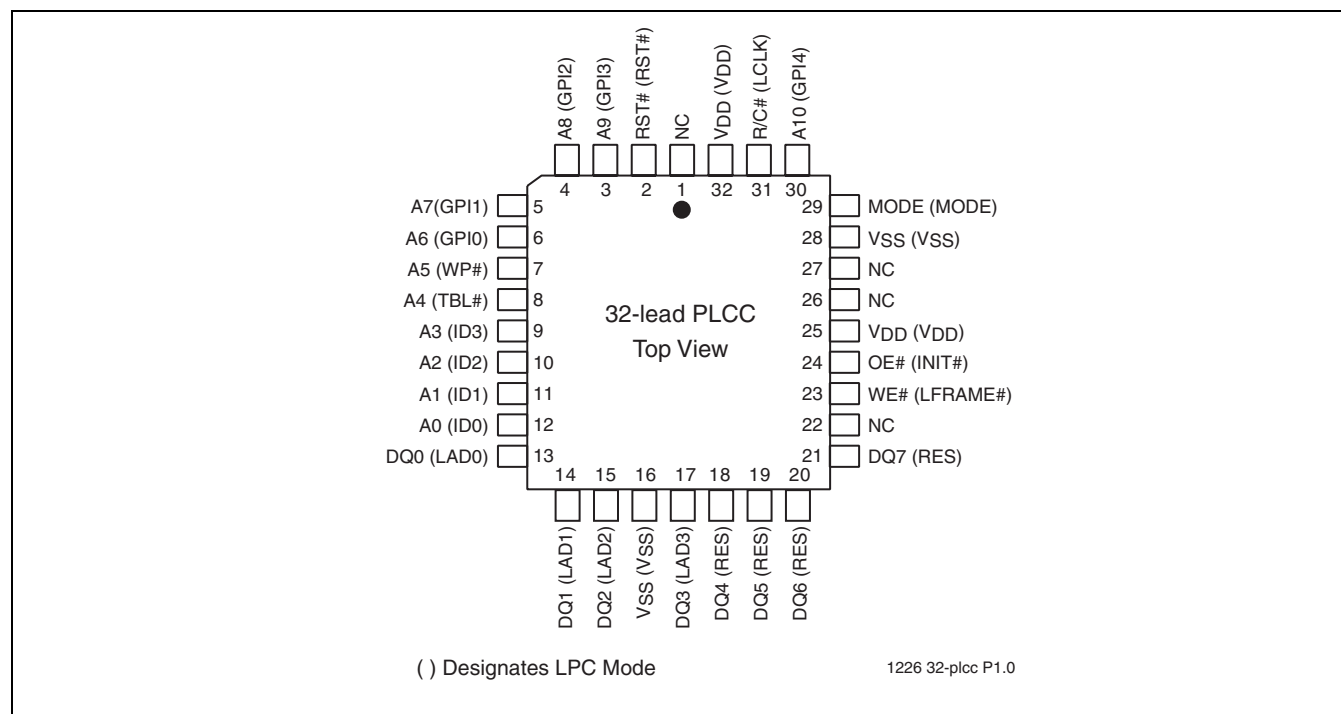 A8 (GPI2)
A9 (GPI3)
RST# (RST#)
NC
VDD (VDD)
R/C# (LCLK)
A10 (GPI4)
4 3 2 1 32 31 30
A7(GPI1) 5
A6 (GPI0) 6
A5 (WP#) 7
A4 (TBL#) 8
A3 (ID3) 9
A2 (ID2) 10
A1 (ID1) 11
A0 (ID0) 12
DQ0 (LAD0) 13
32-lead PLCC
Top View
29 MODE (MODE)
28 VSS (VSS)
27 NC
26 NC
25 VDD (VDD)
24 OE# (INIT#)
23 WE# (LFRAME#)
22 NC
21 DQ7 (RES)
14 15 16 17 18 19 20
DQ1 (LAD1)
DQ2 (LAD2)
VSS (VSS)
DQ3 (LAD3)
DQ4 (RES)
DQ5 (RES)
DQ6 (RES)
( ) Designates LPC Mode
1226 32-plcc P1.0